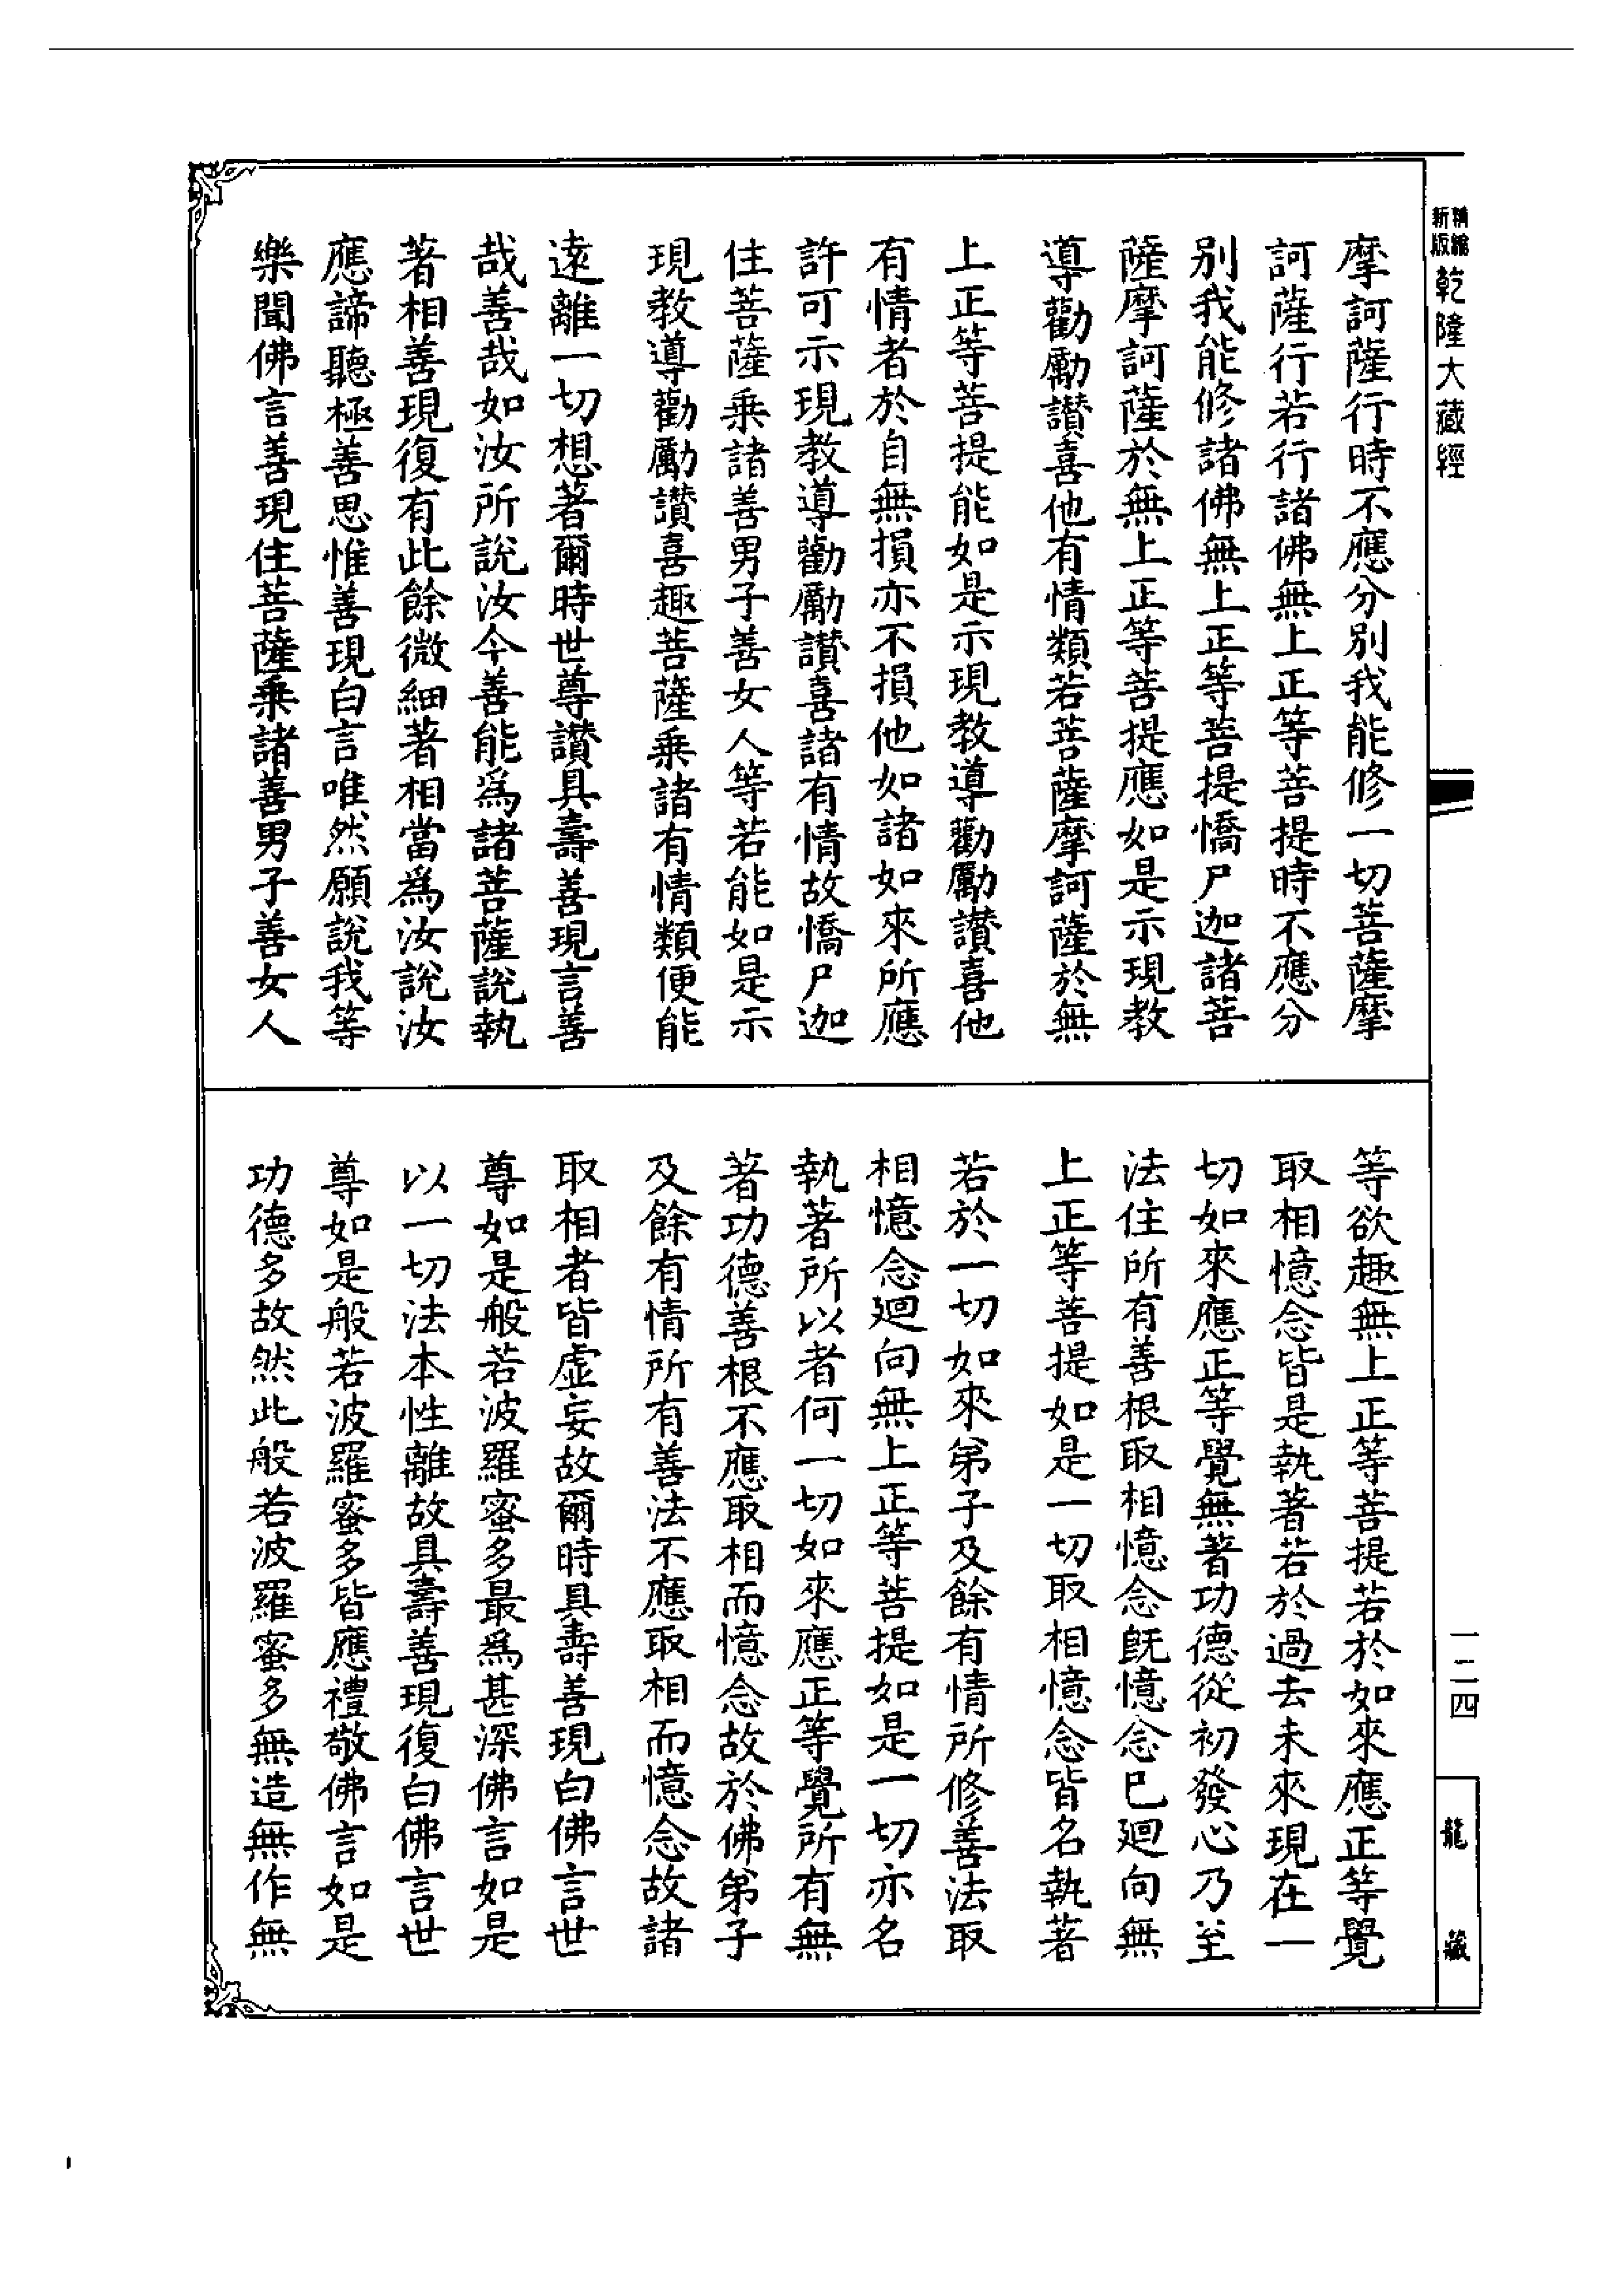 精縮新版乾隆大藏經
摩訶薩行時不應分別我能修一切菩薩摩
訶薩行若行諸佛無上正等菩提時不應分
別我能修諸佛無上正等菩提憍尸迦諸菩
薩摩訶薩於無上正等菩提應如是示現教
導勸勵讚喜他有情類若菩薩摩訶薩於無
上正等菩提能如是示現教導勸勵讚喜他
有情者於自無損亦不損他如諸如來所應
許可示現教導勸勵讚喜諸有情故憍尸迦
住菩薩乘諸善男子善女人等若能如是示
現教導勸勵讚喜趣菩薩乘諸有情類便能
遠離一切想著爾時世尊讚具壽善現言善
哉善哉如汝所說汝今善能為諸菩薩說執
著相善現復有此餘微細著相當為汝說汝
應諦聽極善思惟善現白言唯然願說我等
樂聞佛言善現住菩薩乘諸善男子善女人
等欲趣無上正等菩提若於如來應正等覺
取相憶念皆是執著若於過去未來現在一
切如來應正等覺無著功德從初發心乃至
法住所有善根取相憶念既憶念已迴向無
上正等菩提如是一切取相憶念皆名執著
若於一切如來弟子及餘有情所修善法取
相憶念迴向無上正等菩提如是一切亦名
執著所以者何一切如來應正等覺所有無
著功德善根不應取相而憶念故於佛弟子
及餘有情所有善法不應取相而憶念故諸
取相者皆虛妄故爾時具壽善現白佛言世
尊如是般若波羅蜜多最為甚深佛言如是
以一切法本性離故具壽善現復白佛言世
尊如是般若波羅蜜多皆應禮敬佛言如是
功德多故然此般若波羅蜜多無造無作無
一二四
龍藏